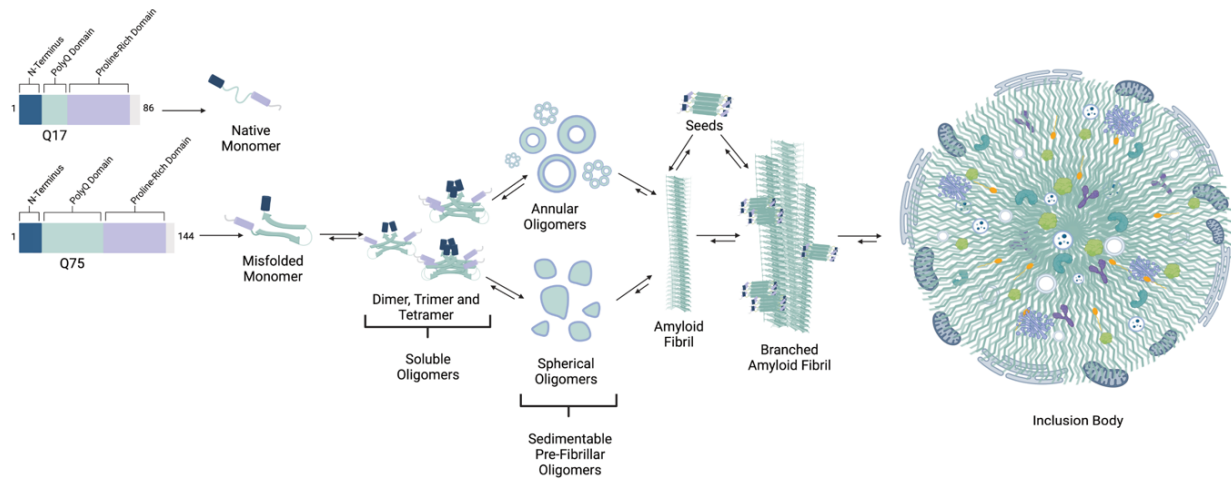 N-Terminus
PolyQ Domain
Proline-Rich Domain
1
86
Q17
Native
Monomer
N-Terminus
PolyQ Domain
Proline-Rich Domain
1
144
Q75
Misfolded
Monomer
Dimer, Trimer and
Tetramer
Soluble
Oligomers
Annular
Oligomers
Spherical
Oligomers
Sedimentable
Pre-Fibrillar
Oligomers
Seeds
Amyloid
Fibril
Branched
Amyloid Fibril
Inclusion Body